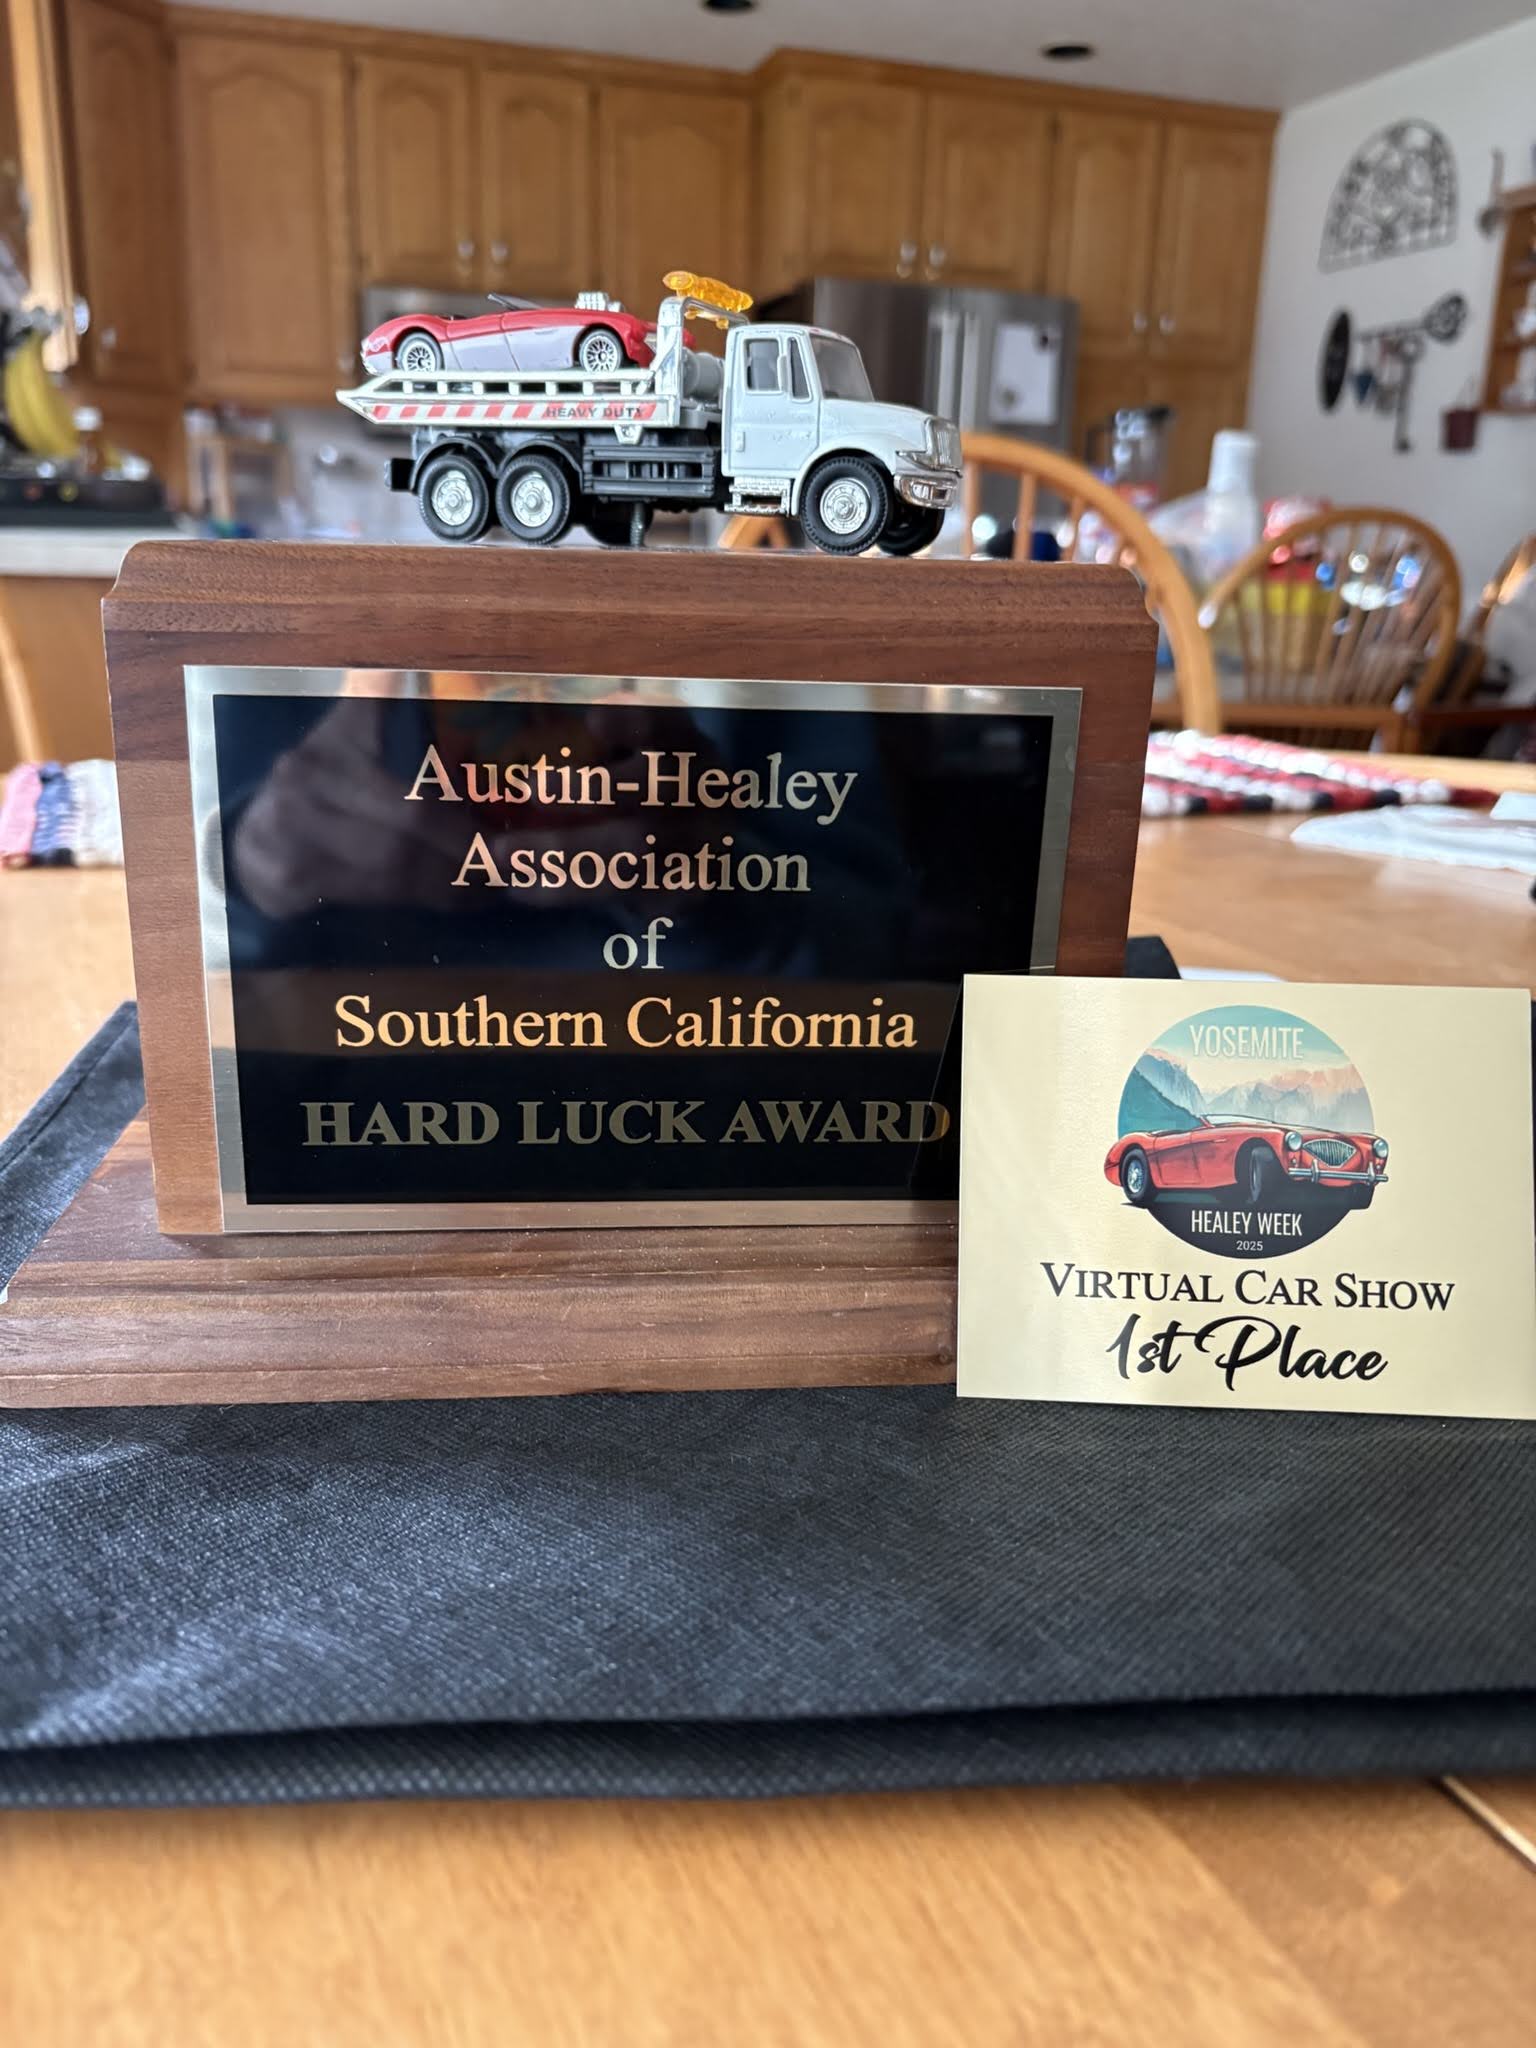 HEAVY DUTY
Austin-Healey
Association
of
Southern California
HARD LUCK AWARD
YOSEMITE
HEALEY WEEK
2025
VIRTUAL CAR SHOW
1st Place